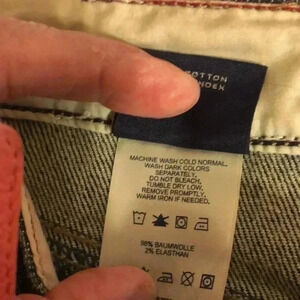 COTTON
MACHINE WASH COLD NORMAL.
WASH DARK COLORS
SEPARATELY.
DO NOT BLEACH.
TUMBLE DRY LOW.
REMOVE PROMPTLY.
WARM IRON IF NEEDED.
98% BAUMWOLLE
2% ELASTHAN